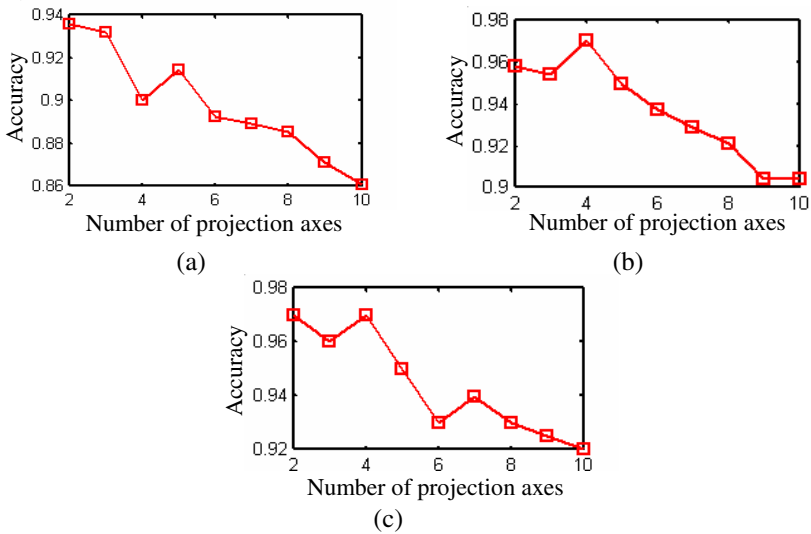 0.94
0.92
0.9
0.88
0.86
Accuracy
2 4 6 8 10
Number of projection axes
(a)
0.98
0.96
0.94
0.92
0.9
Accuracy
2 4 6 8 10
Number of projection axes
(b)
0.98
0.96
0.94
0.92
Accuracy
2 4 6 8 10
Number of projection axes
(c)